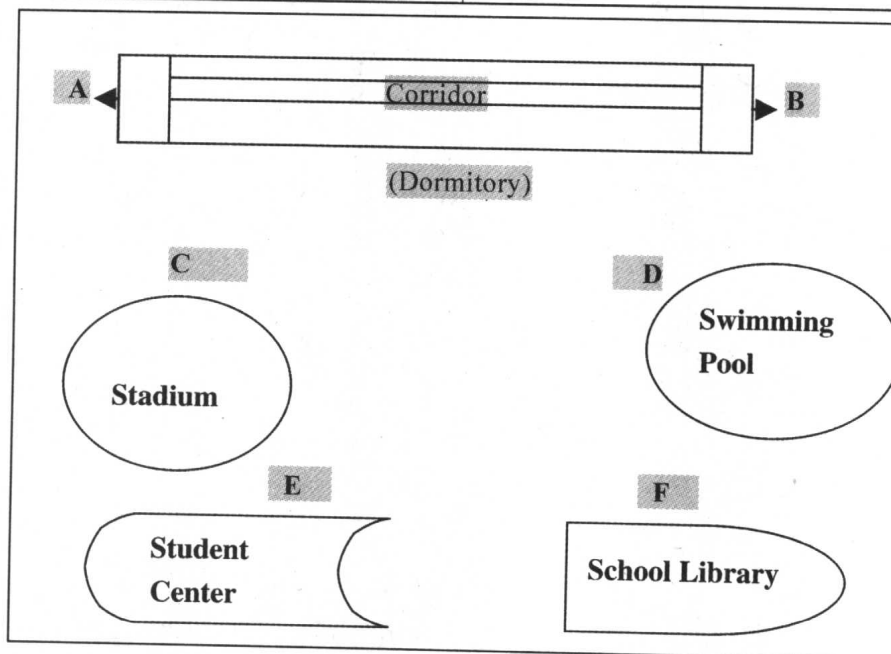 A
Corridor
B
(Dormitory)
C
D
Swimming
Pool
Stadium
E
F
Student
Center
School Library